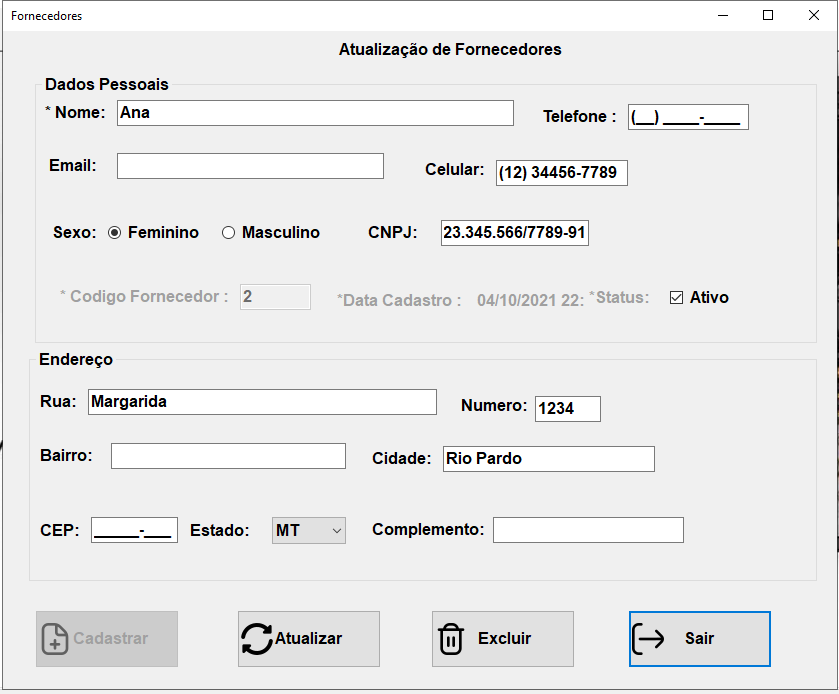 Fornecedores
Atualização de Fornecedores
Dados Pessoais
* Nome: Ana
Telefone : (__) ____-____
Email:
Celular: (12) 34456-7789
Sexo: Feminino Masculino CNPJ: 23.345.566/7789-91
* Codigo Fornecedor : 2 *Data Cadastro : 04/10/2021 22: *Status: Ativo
Endereço
Rua: Margarida Numero: 1234
Bairro: Cidade: Rio Pardo
CEP: _____-___ Estado: MT Complemento:
Cadastrar Atualizar Excluir Sair